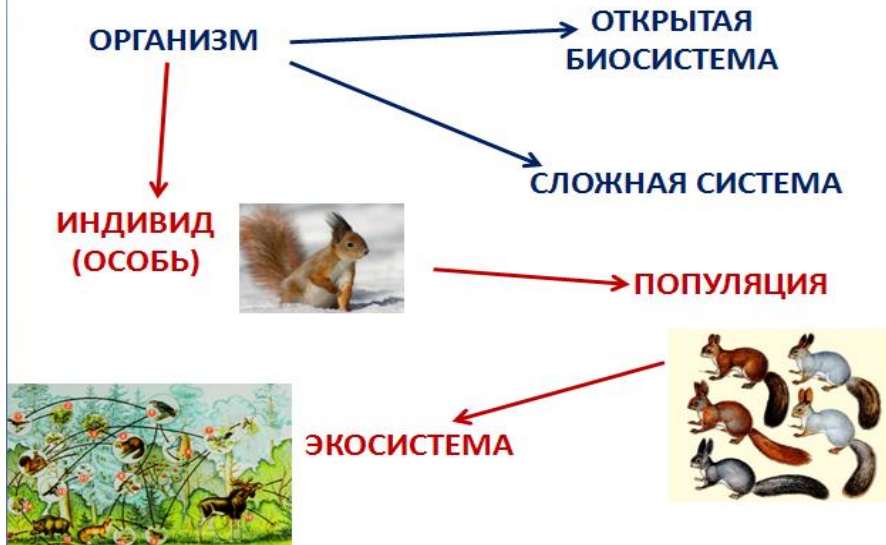 ОРГАНИЗМ
ОТКРЫТАЯ
БИОСИСТЕМА
СЛОЖНАЯ СИСТЕМА
ИНДИВИД
(ОСОБЬ)
ПОПУЛЯЦИЯ
ЭКОСИСТЕМА